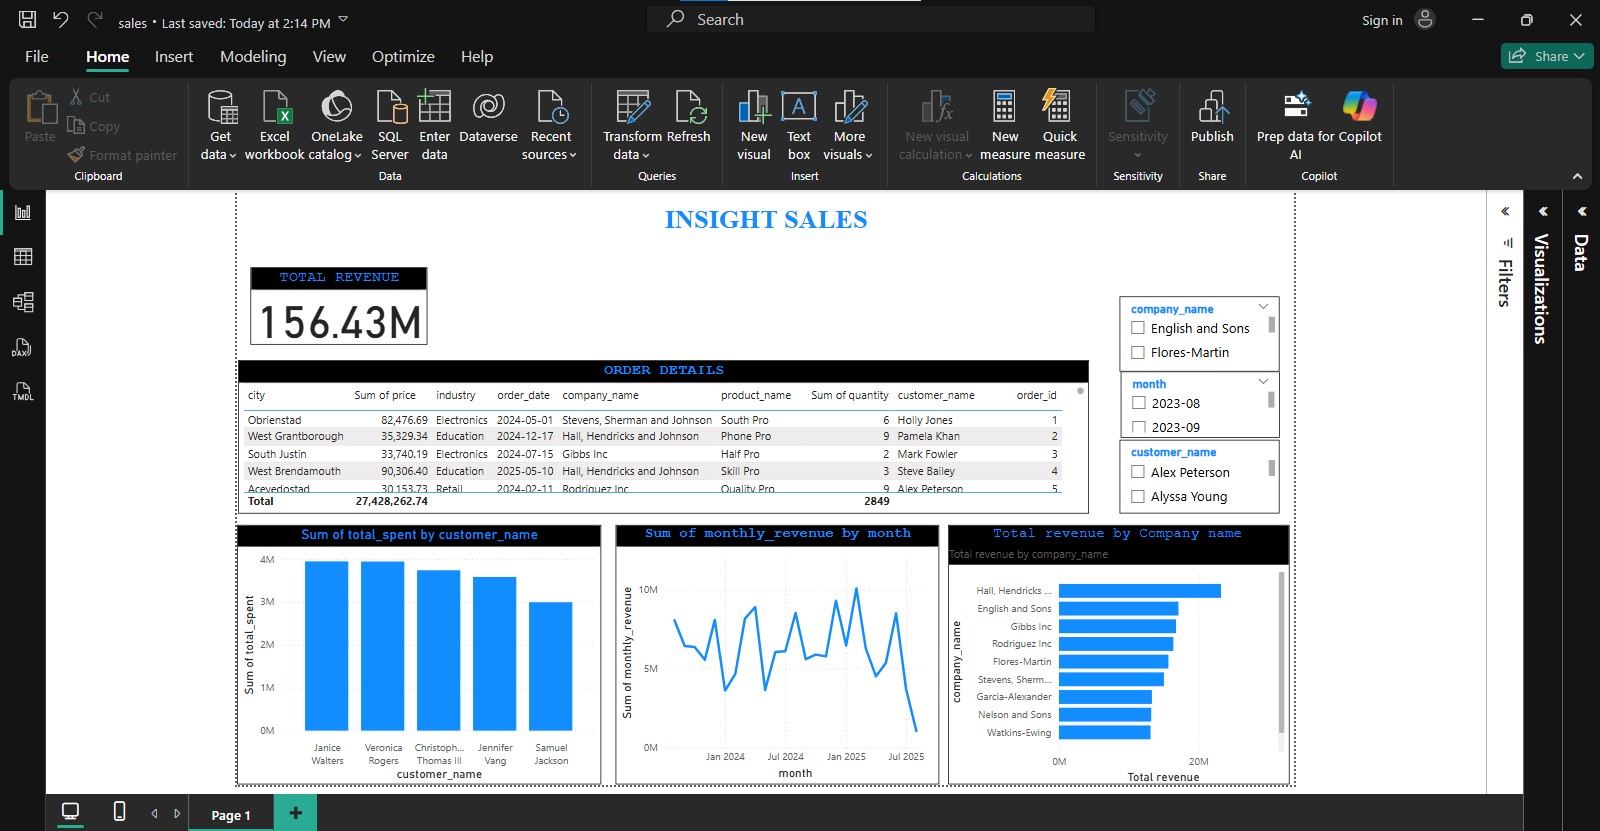 sales • Last saved: Today at 2:14 PM
Search
Sign in
File Home Insert Modeling View Optimize Help
Share
Paste
Cut
Copy
Format painter
Clipboard
Get data
Excel workbook
OneLake catalog
SQL Server
Enter data
Dataverse
Recent sources
Data
Transform data
Refresh
Queries
New visual
Text box
More visuals
Insert
New visual calculation
New measure
Quick measure
Calculations
Sensitivity
Sensitivity
Publish
Share
Prep data for AI
Copilot
Copilot
DAX
TMDL
INSIGHT SALES
TOTAL REVENUE
156.43M
company_name
English and Sons
Flores-Martin
month
2023-08
2023-09
customer_name
Alex Peterson
Alyssa Young
ORDER DETAILS
city Sum of price industry order_date company_name product_name Sum of quantity customer_name order_id
Obrienstad 82,476.69 Electronics 2024-05-01 Stevens, Sherman and Johnson South Pro 6 Holly Jones 1
West Grantborough 35,329.34 Education 2024-12-17 Hall, Hendricks and Johnson Phone Pro 9 Pamela Khan 2
South Justin 33,740.19 Electronics 2024-07-15 Gibbs Inc Half Pro 2 Mark Fowler 3
West Brendamouth 90,306.40 Education 2025-05-10 Hall, Hendricks and Johnson Skill Pro 3 Steve Bailey 4
Acevedostad 30,153.73 Retail 2024-02-11 Rodriguez Inc Quality Pro 9 Alex Peterson 5
Total 27,428,262.74 2849
Sum of total_spent by customer_name
Sum of total_spent
4M
3M
2M
1M
0M
Janice Walters
Veronica Rogers
Christoph... Thomas III
Jennifer Vang
Samuel Jackson
customer_name
Sum of monthly_revenue by month
Sum of monthly_revenue
10M
5M
0M
Jan 2024 Jul 2024 Jan 2025 Jul 2025
month
Total revenue by Company name
Total revenue by company_name
company_name
Hall, Hendricks ...
English and Sons
Gibbs Inc
Rodriguez Inc
Flores-Martin
Stevens, Sherm...
Garcia-Alexander
Nelson and Sons
Watkins-Ewing
0M 20M
Total revenue
Filters
Visualizations
Data
Page 1